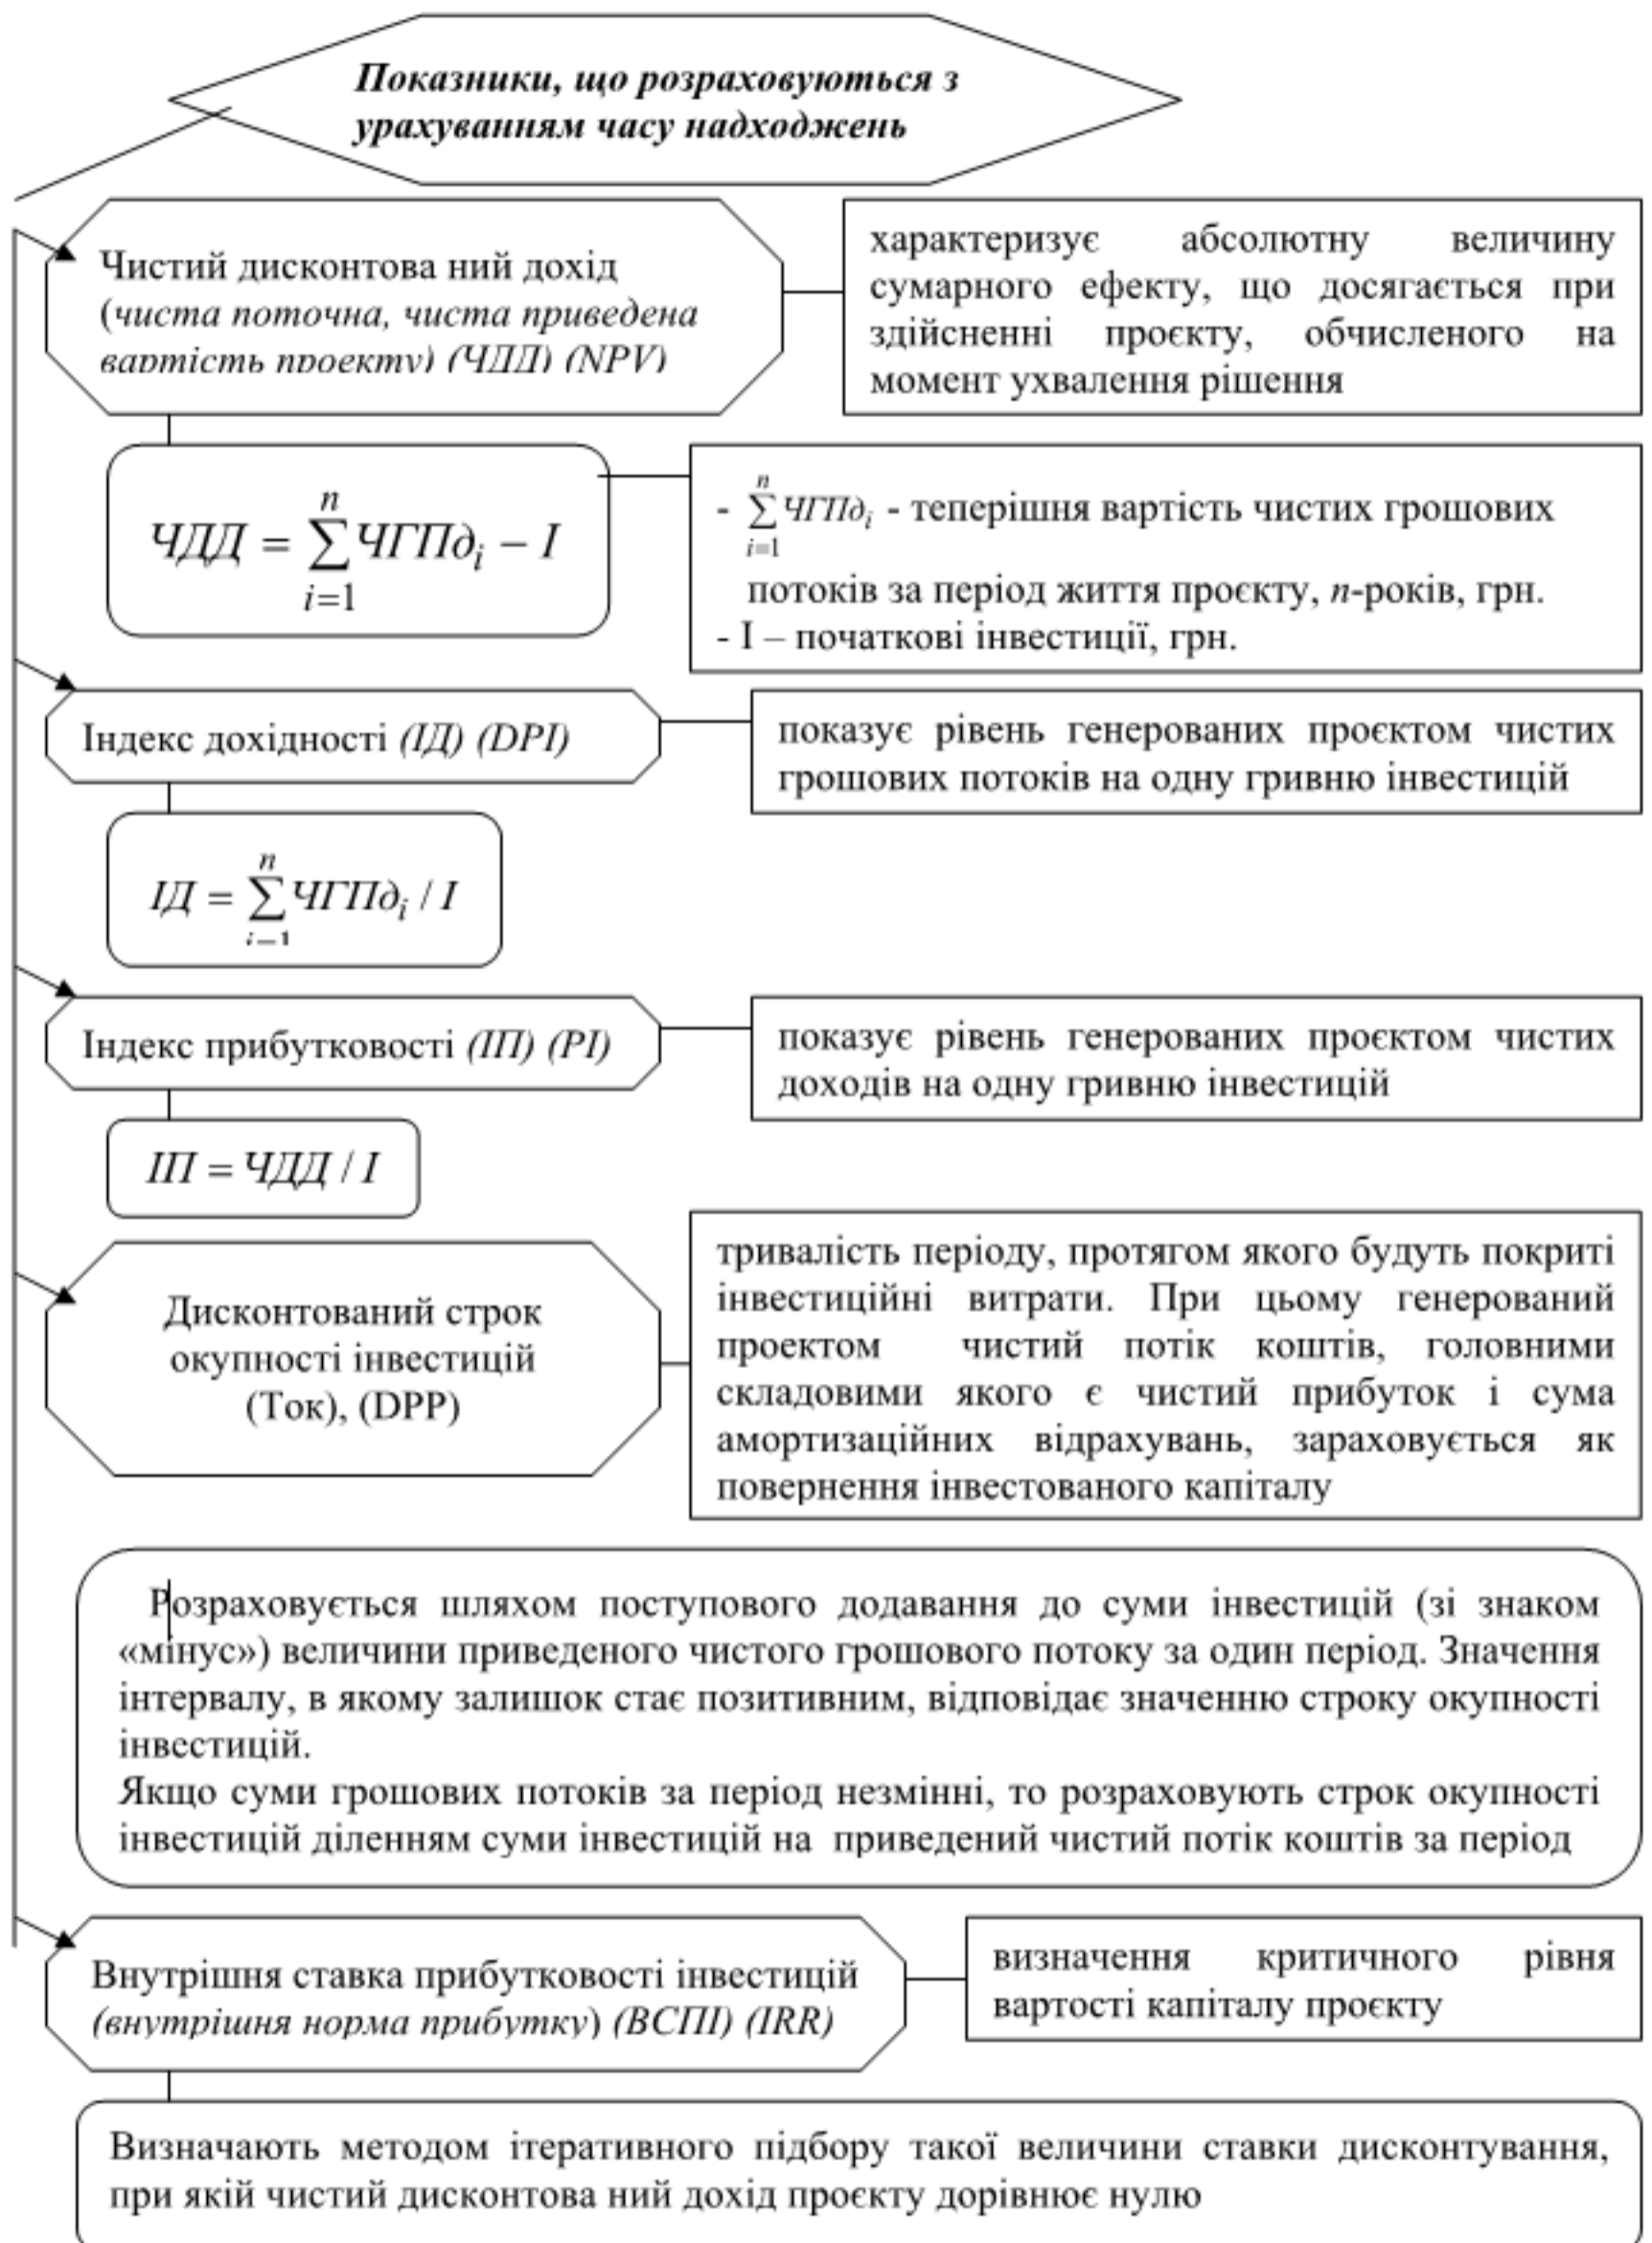 Показники, що розраховуються з
урахуванням часу надходжень
Чистий дисконтова ний дохід
(чиста поточна, чиста приведена
вартість проекту) (ЧДД) (NPV)
характеризує абсолютну величину
сумарного ефекту, що досягається при
здійсненні проєкту, обчисленого на
момент ухвалення рішення
ЧДД = ∑ⁿᵢ₌₁ ЧГПдᵢ – I
- ∑ⁿᵢ₌₁ ЧГПдᵢ - теперішня вартість чистих грошових
потоків за період життя проєкту, n-років, грн.
- І – початкові інвестиції, грн.
Індекс дохідності (ІД) (DPI)
показує рівень генерованих проєктом чистих
грошових потоків на одну гривню інвестицій
ІД = ∑ⁿᵢ₌₁ ЧГПдᵢ / I
Індекс прибутковості (ІП) (PI)
показує рівень генерованих проєктом чистих
доходів на одну гривню інвестицій
ІП = ЧДД / I
Дисконтований строк
окупності інвестицій
(Ток), (DPP)
тривалість періоду, протягом якого будуть покриті
інвестиційні витрати. При цьому генерований
проектом чистий потік коштів, головними
складовими якого є чистий прибуток і сума
амортизаційних відрахувань, зараховується як
повернення інвестованого капіталу
Розраховується шляхом поступового додавання до суми інвестицій (зі знаком
«мінус») величини приведеного чистого грошового потоку за один період. Значення
інтервалу, в якому залишок стає позитивним, відповідає значенню строку окупності
інвестицій.
Якщо суми грошових потоків за період незмінні, то розраховують строк окупності
інвестицій діленням суми інвестицій на приведений чистий потік коштів за період
Внутрішня ставка прибутковості інвестицій
(внутрішня норма прибутку) (ВСПІ) (IRR)
визначення критичного рівня
вартості капіталу проєкту
Визначають методом ітеративного підбору такої величини ставки дисконтування,
при якій чистий дисконтова ний дохід проєкту дорівнює нулю